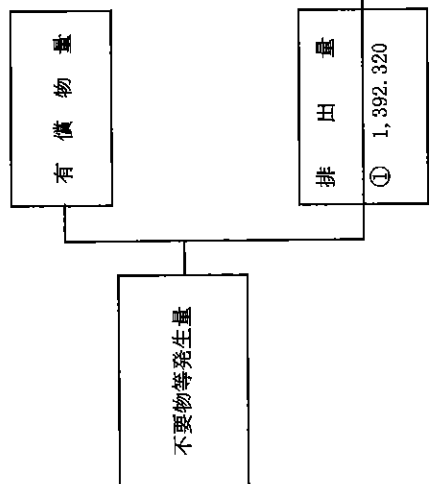 不要物等発生量
有 償 物 量
排 出 量
① 1,392.320